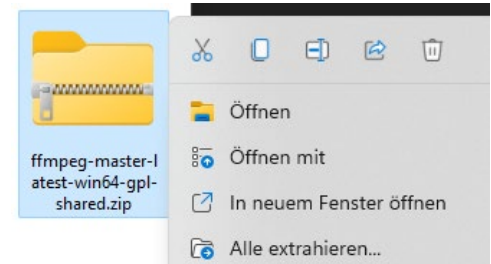 ffmpeg-master-l
atest-win64-gpl-
shared.zip
Öffnen
Öffnen mit
In neuem Fenster öffnen
Alle extrahieren...